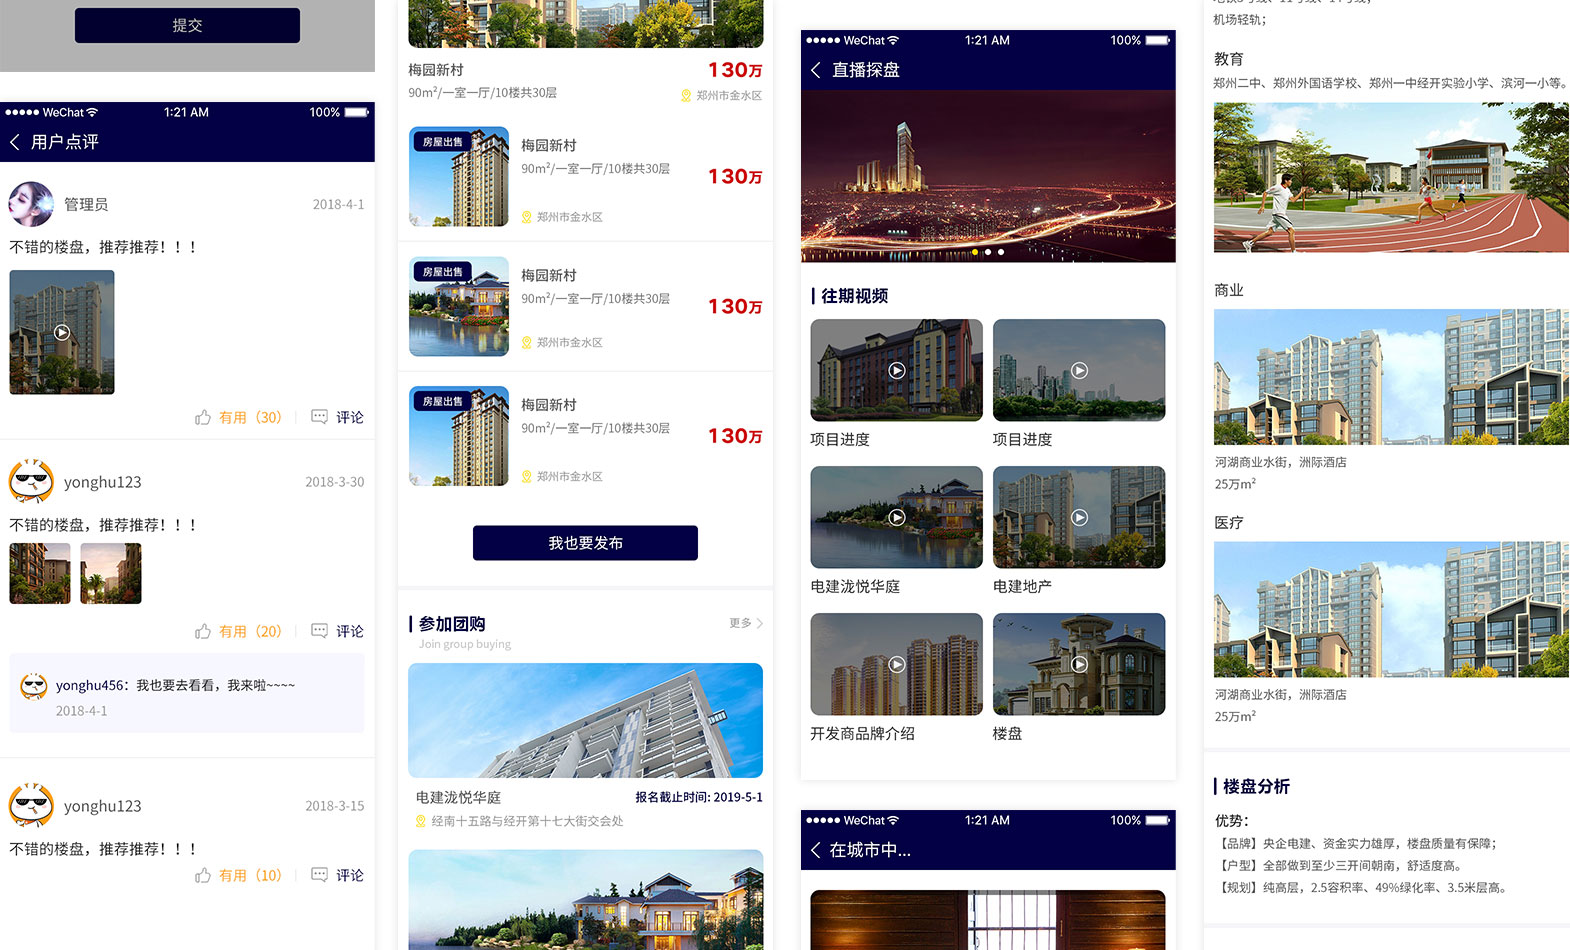 提交
WeChat
1:21 AM
100%
用户点评
管理员
2018-4-1
不错的楼盘，推荐推荐！！！
有用（30）
评论
yonghu123
2018-3-30
不错的楼盘，推荐推荐！！！
有用（20）
评论
yonghu456：我也要去看看，我来啦~~~~
2018-4-1
yonghu123
2018-3-15
不错的楼盘，推荐推荐！！！
有用（10）
评论
梅园新村
130万
90m²/一室一厅/10楼共30层
郑州市金水区
房屋出售
梅园新村
90m²/一室一厅/10楼共30层
130万
郑州市金水区
房屋出售
梅园新村
90m²/一室一厅/10楼共30层
130万
郑州市金水区
房屋出售
梅园新村
90m²/一室一厅/10楼共30层
130万
郑州市金水区
我也要发布
参加团购
更多
Join group buying
电建泷悦华庭
报名截止时间: 2019-5-1
经南十五路与经开第十七大街交会处
WeChat
1:21 AM
100%
直播探盘
往期视频
项目进度
项目进度
电建泷悦华庭
电建地产
开发商品牌介绍
楼盘
WeChat
1:21 AM
100%
在城市中...
机场轻轨；
教育
郑州二中、郑州外国语学校、郑州一中经开实验小学、滨河一小等。
商业
河湖商业水街，洲际酒店
25万m²
医疗
河湖商业水街，洲际酒店
25万m²
楼盘分析
优势：
【品牌】央企电建、资金实力雄厚，楼盘质量有保障；
【户型】全部做到至少三开间朝南，舒适度高。
【规划】纯高层，2.5容积率、49%绿化率、3.5米层高。